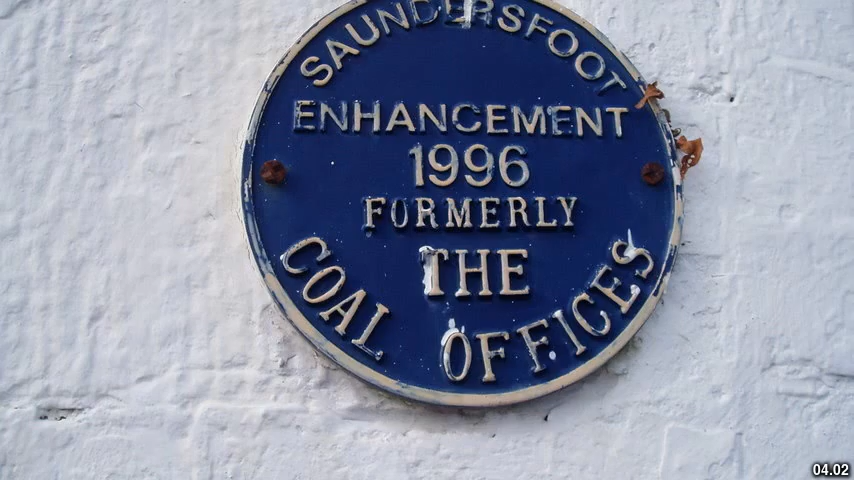 SAUNDERSFOOT
ENHANCEMENT
1996
FORMERLY
THE
COAL OFFICES
04.02